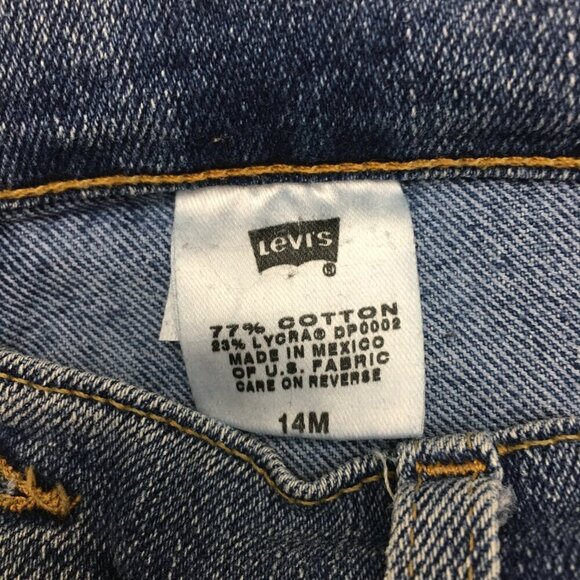 Levi's
®
77% COTTON
23% LYCRA® DP0002
MADE IN MEXICO
OF U.S. FABRIC
CARE ON REVERSE
14M